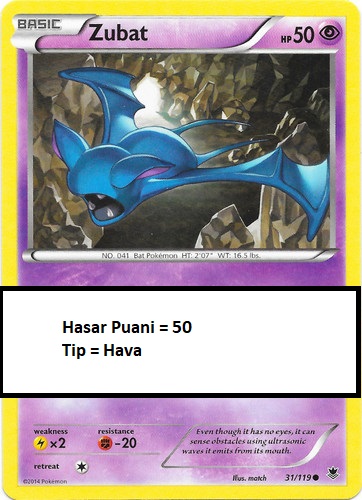 BASIC
Zubat
HP 50
NO. 041 Bat Pokémon HT: 2'07" WT: 16.5 lbs.
Hasar Puani = 50
Tip = Hava
weakness
×2
resistance
-20
retreat
Even though it has no eyes, it can
sense obstacles using ultrasonic
waves it emits from its mouth.
©2014 Pokémon
Illus. match
31/119